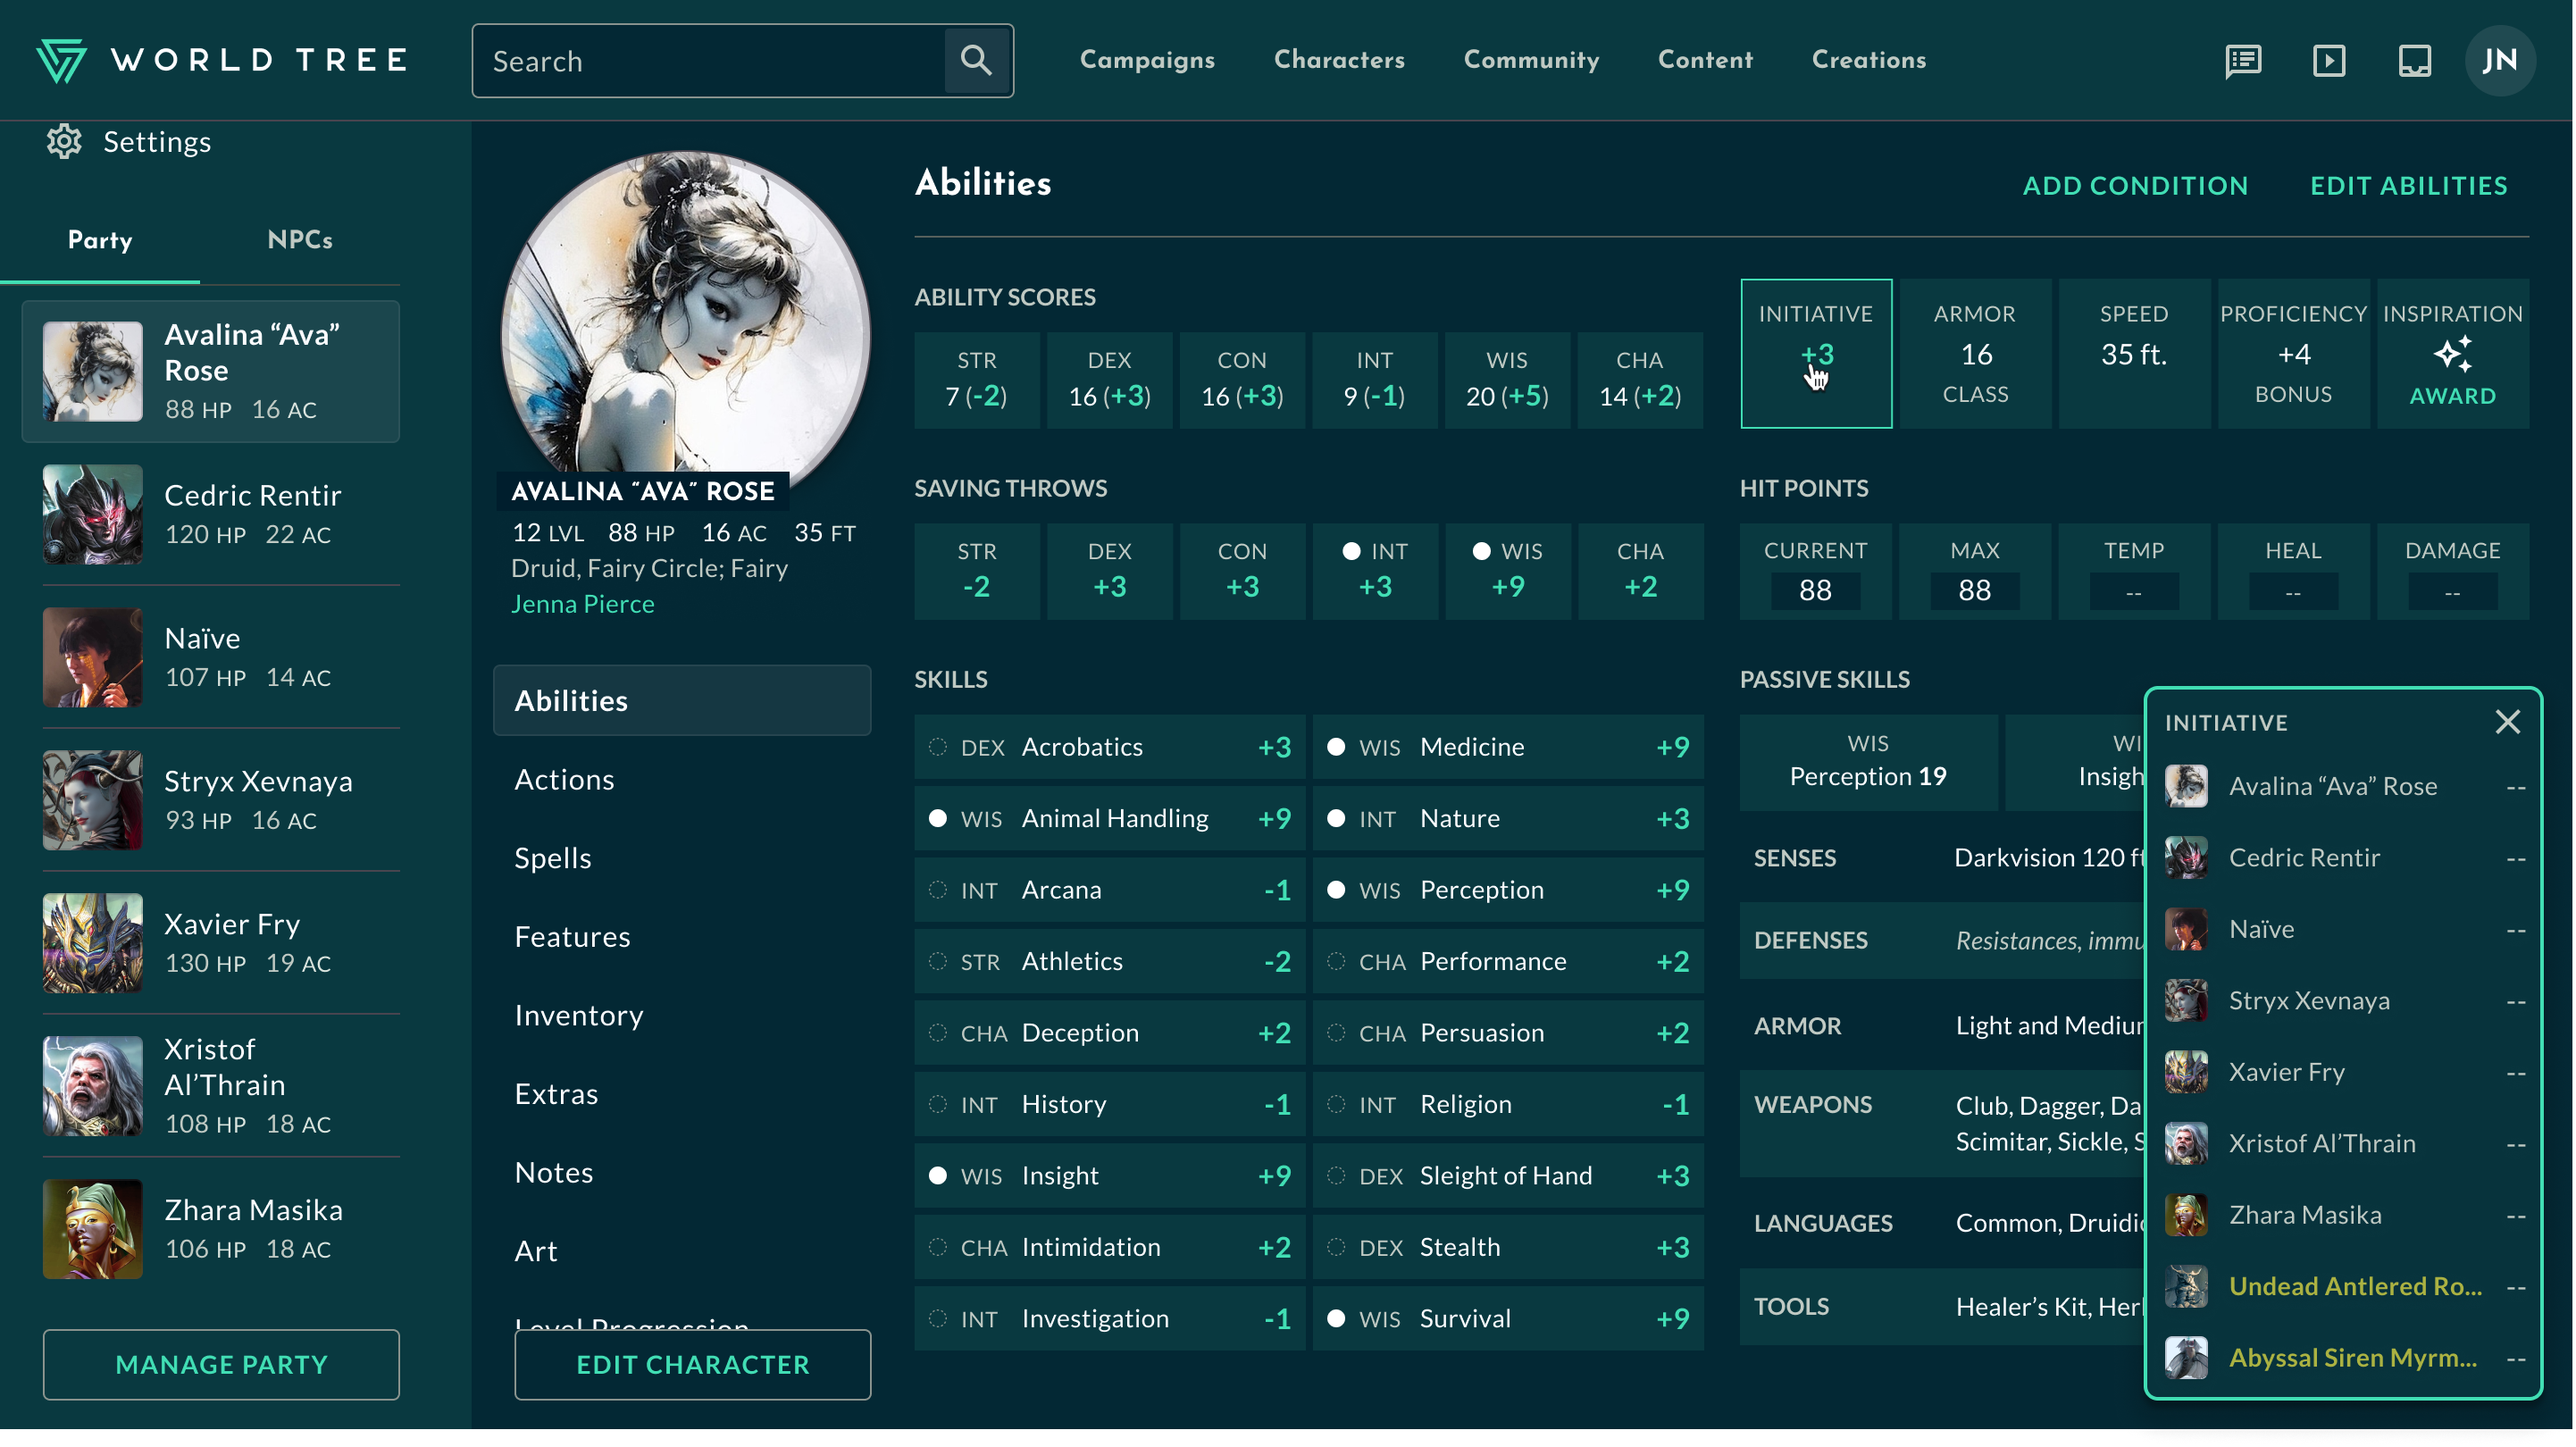 WORLD TREE
Search
Campaigns
Characters
Community
Content
Creations
JN
Settings
Party
NPCs
Avalina “Ava”
Rose
88 HP 16 AC
Cedric Rentir
120 HP 22 AC
Naïve
107 HP 14 AC
Stryx Xevnaya
93 HP 16 AC
Xavier Fry
130 HP 19 AC
Xristof
Al’Thrain
108 HP 18 AC
Zhara Masika
106 HP 18 AC
MANAGE PARTY
AVALINA “AVA” ROSE
12 LVL 88 HP 16 AC 35 FT
Druid, Fairy Circle; Fairy
Jenna Pierce
Abilities
Actions
Spells
Features
Inventory
Extras
Notes
Art
Level Progression
EDIT CHARACTER
Abilities
ADD CONDITION
EDIT ABILITIES
ABILITY SCORES
STR
7 (-2)
DEX
16 (+3)
CON
16 (+3)
INT
9 (-1)
WIS
20 (+5)
CHA
14 (+2)
INITIATIVE
+3
ARMOR
16
CLASS
SPEED
35 ft.
PROFICIENCY
+4
BONUS
INSPIRATION
AWARD
SAVING THROWS
STR
-2
DEX
+3
CON
+3
INT
+3
WIS
+9
CHA
+2
HIT POINTS
CURRENT
88
MAX
88
TEMP
--
HEAL
--
DAMAGE
--
SKILLS
DEX Acrobatics +3
WIS Animal Handling +9
INT Arcana -1
STR Athletics -2
CHA Deception +2
INT History -1
WIS Insight +9
CHA Intimidation +2
INT Investigation -1
WIS Medicine +9
INT Nature +3
WIS Perception +9
CHA Performance +2
CHA Persuasion +2
INT Religion -1
DEX Sleight of Hand +3
DEX Stealth +3
WIS Survival +9
PASSIVE SKILLS
WIS
Perception 19
WI
Insigh
SENSES Darkvision 120 ft
DEFENSES Resistances, immu
ARMOR Light and Mediu
WEAPONS Club, Dagger, Da
Scimitar, Sickle, S
LANGUAGES Common, Druidic
TOOLS Healer’s Kit, Her
INITIATIVE
Avalina “Ava” Rose --
Cedric Rentir --
Naïve --
Stryx Xevnaya --
Xavier Fry --
Xristof Al’Thrain --
Zhara Masika --
Undead Antlered Ro... --
Abyssal Siren Myrm... --